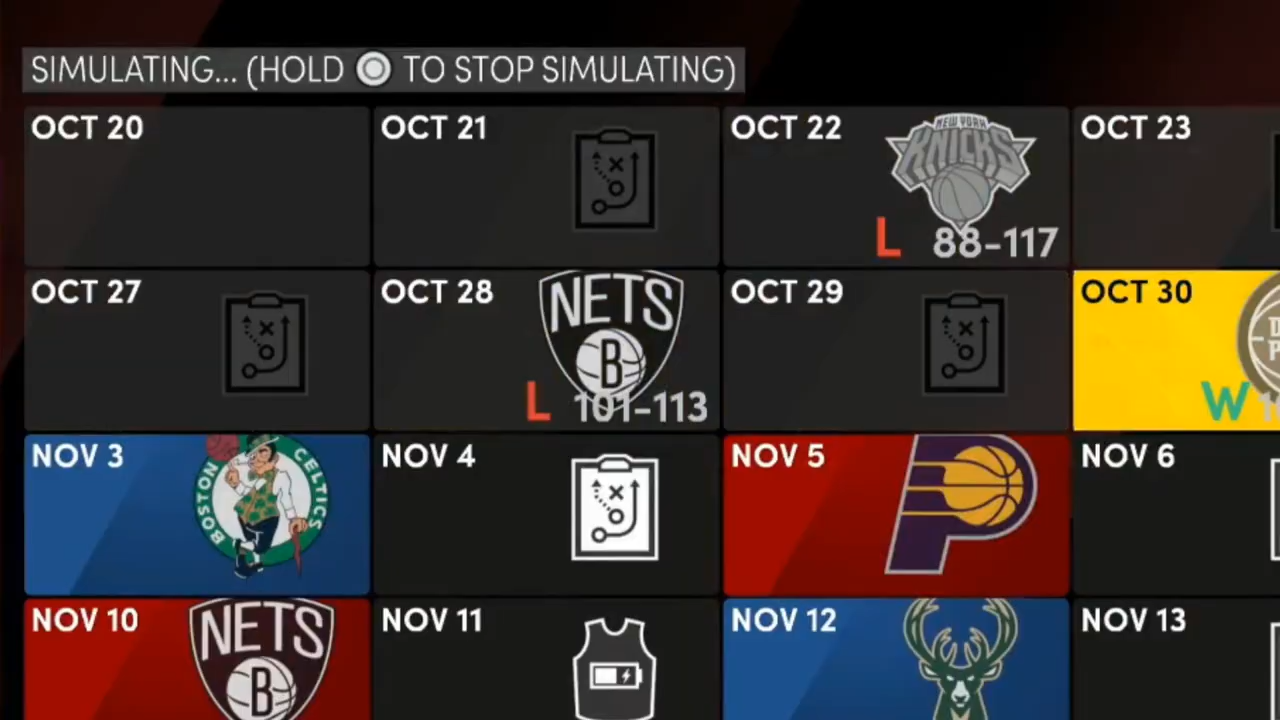 SIMULATING... (HOLD TO STOP SIMULATING)
OCT 20
OCT 21
OCT 22
NEW YORK
KNICKS
L 88-117
OCT 23
OCT 27
OCT 28
NETS
B
L 101-113
OCT 29
OCT 30
W
NOV 3
BOSTON CELTICS
NOV 4
NOV 5
NOV 6
NOV 10
NETS
B
NOV 11
NOV 12
NOV 13